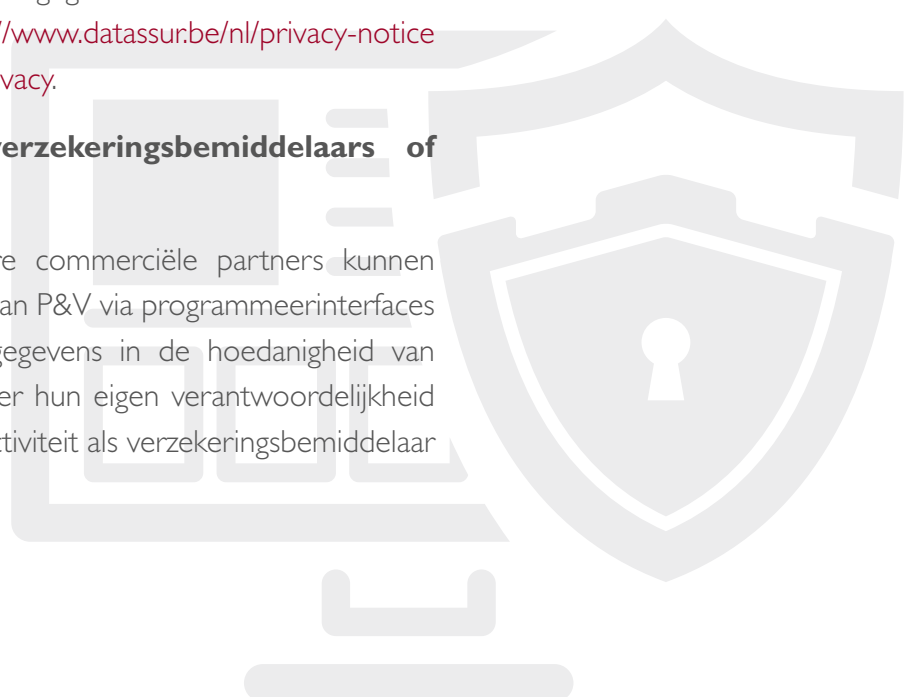 //www.datassur.be/nl/privacy-notice
vacy.
verzekeringsbemiddelaars of
re commerciële partners kunnen
an P&V via programmeerinterfaces
gegevens in de hoedanigheid van
er hun eigen verantwoordelijkheid
ctiviteit als verzekeringsbemiddelaar